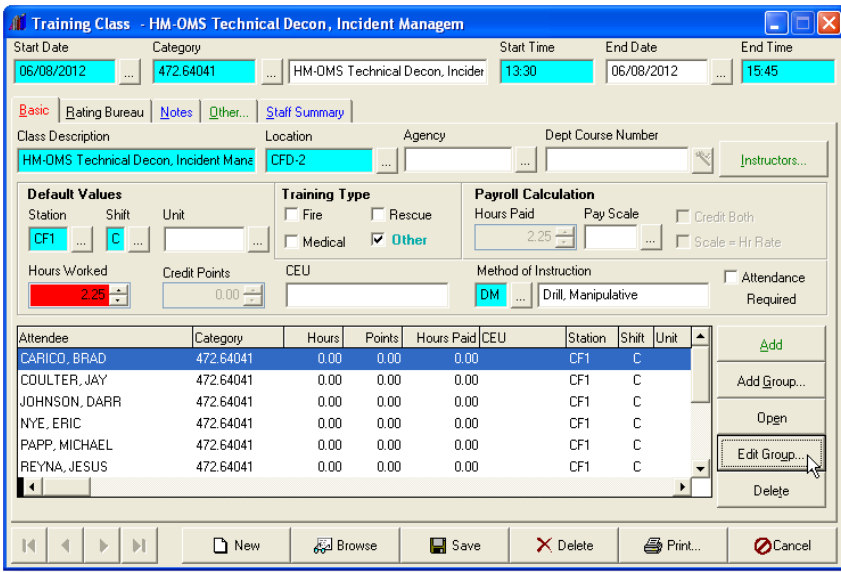 Training Class - HM-OMS Technical Decon, Incident Managem
Start Date Category Start Time End Date End Time
06/08/2012 ... 472.64041 ... HM-OMS Technical Decon, Incider 13:30 06/08/2012 ... 15:45
Basic Rating Bureau Notes Other... Staff Summary
Class Description Location Agency Dept Course Number
HM-OMS Technical Decon, Incident Mana CFD-2 ... ... Instructors...
Default Values Training Type Payroll Calculation
Station Shift Unit Fire Rescue Hours Paid Pay Scale Credit Both
CF1 ... C ... ... Medical Other 2.25 ... Scale = Hr Rate
Hours Worked Credit Points CEU Method of Instruction Attendance
2.25 0.00 DM ... Drill, Manipulative Required
Attendee Category Hours Points Hours Paid CEU Station Shift Unit
CARICO, BRAD 472.64041 0.00 0.00 0.00 CF1 C
COULTER, JAY 472.64041 0.00 0.00 0.00 CF1 C
JOHNSON, DARR 472.64041 0.00 0.00 0.00 CF1 C
NYE, ERIC 472.64041 0.00 0.00 0.00 CF1 C
PAPP, MICHAEL 472.64041 0.00 0.00 0.00 CF1 C
REYNA, JESUS 472.64041 0.00 0.00 0.00 CF1 C
Add
Add Group...
Open
Edit Group...
Delete
New Browse Save Delete Print... Cancel